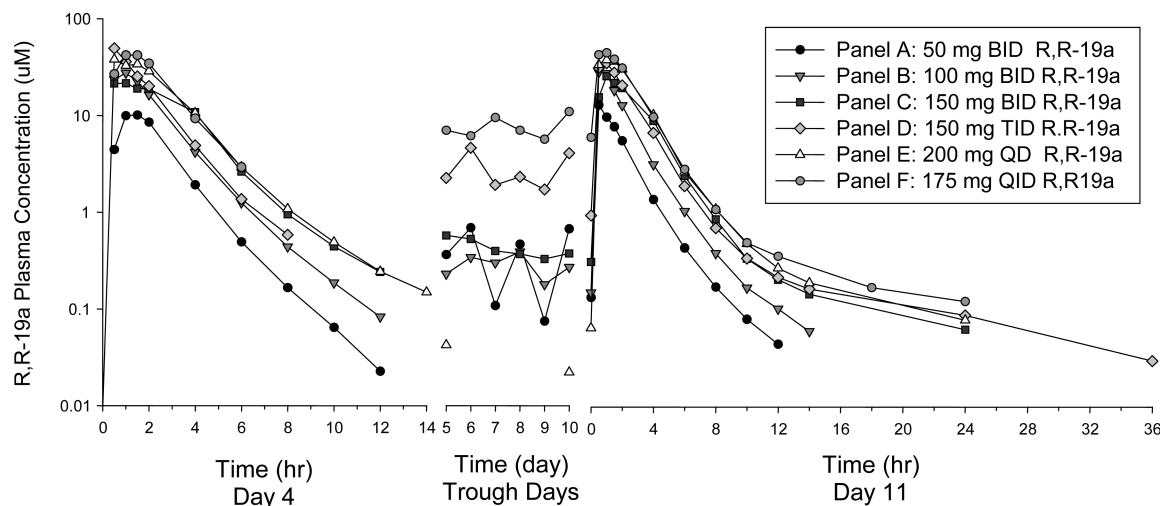 R,R-19a Plasma Concentration (uM)
100
10
1
0.1
0.01
0 2 4 6 8 10 12 14
Time (hr)
Day 4
5 6 7 8 9 10
Time (day)
Trough Days
0 4 8 12 16 20 24 28 32 36
Time (hr)
Day 11
Panel A: 50 mg BID R,R-19a
Panel B: 100 mg BID R,R-19a
Panel C: 150 mg BID R,R-19a
Panel D: 150 mg TID R.R-19a
Panel E: 200 mg QD R,R-19a
Panel F: 175 mg QID R,R19a